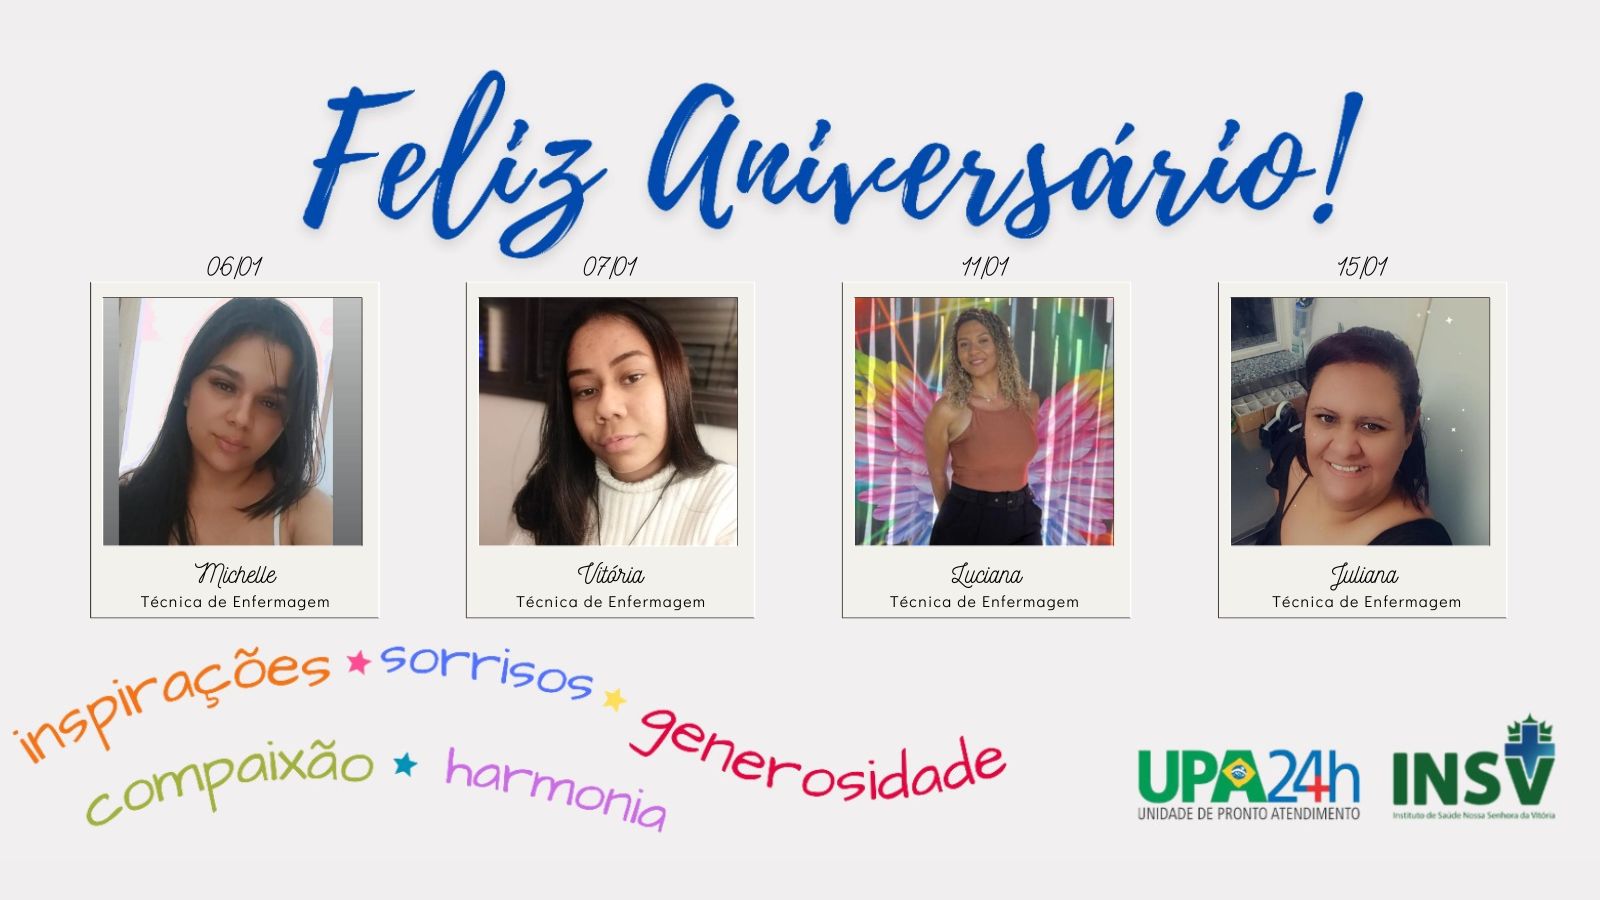 Feliz Aniversário!
06/01
07/01
11/01
15/01
Michelle
Técnica de Enfermagem
Vitória
Técnica de Enfermagem
Luciana
Técnica de Enfermagem
Juliana
Técnica de Enfermagem
inspirações
sorrisos
generosidade
compaixão
harmonia
UPA24h
UNIDADE DE PRONTO ATENDIMENTO
INSV
Instituto de Saúde Nossa Senhora da Vitória